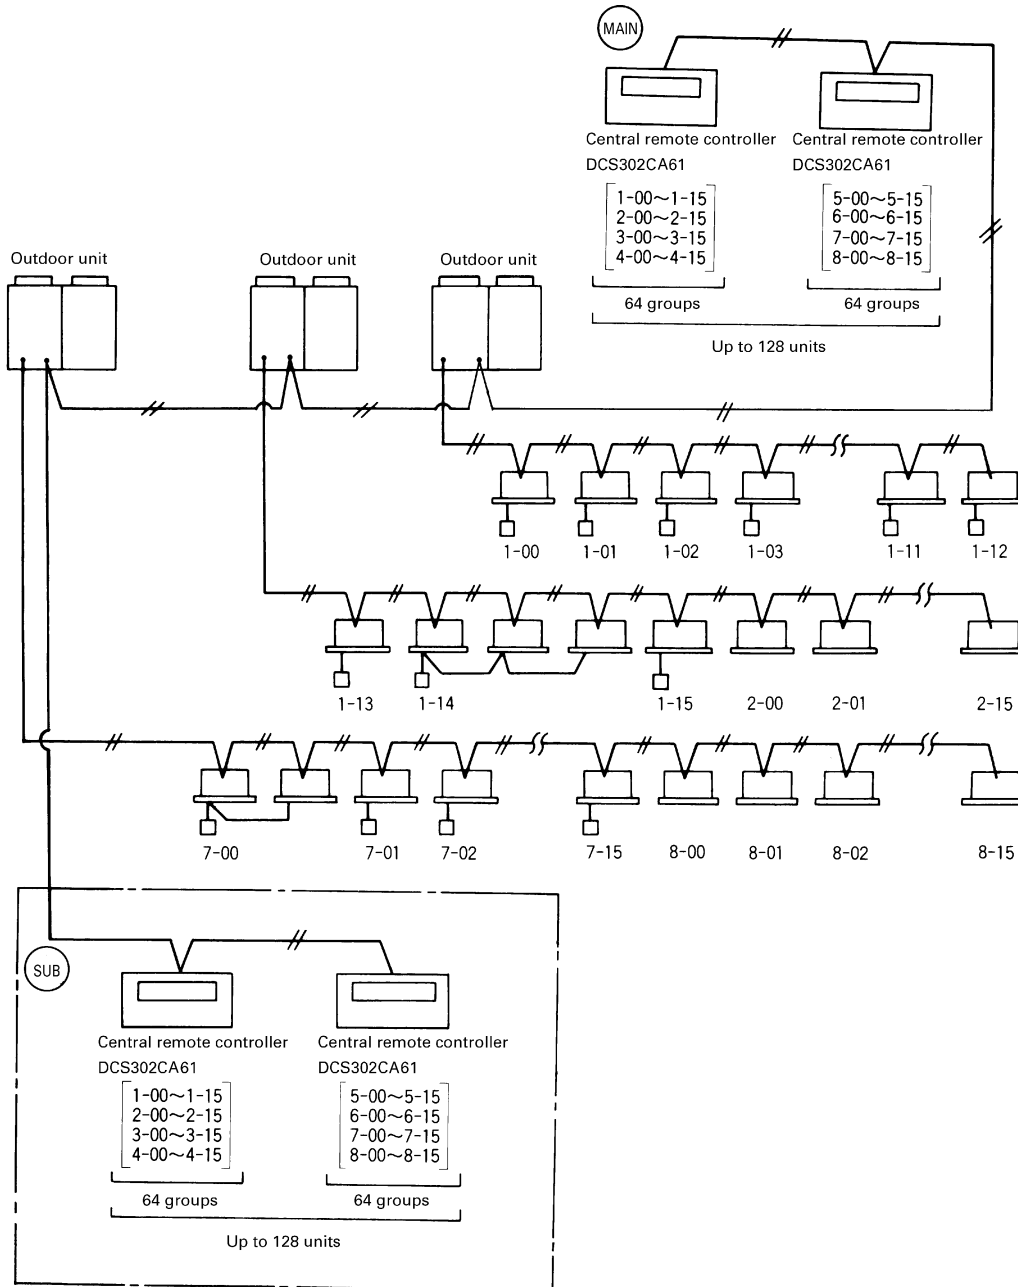 MAIN
Central remote controller
DCS302CA61
1-00~1-15
2-00~2-15
3-00~3-15
4-00~4-15
64 groups
Central remote controller
DCS302CA61
5-00~5-15
6-00~6-15
7-00~7-15
8-00~8-15
64 groups
Up to 128 units
Outdoor unit
Outdoor unit
Outdoor unit
1-00 1-01 1-02 1-03 1-11 1-12
1-13 1-14 1-15 2-00 2-01 2-15
7-00 7-01 7-02 7-15 8-00 8-01 8-02 8-15
SUB
Central remote controller
DCS302CA61
1-00~1-15
2-00~2-15
3-00~3-15
4-00~4-15
64 groups
Central remote controller
DCS302CA61
5-00~5-15
6-00~6-15
7-00~7-15
8-00~8-15
64 groups
Up to 128 units